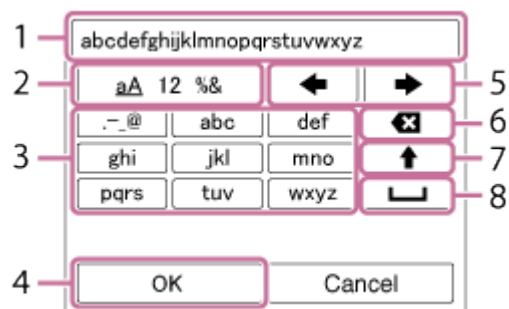 1 abcdefghijklmnopqrstuvwxyz
2 aA 12 %& 5
.-_@ abc def 6
3 ghi jkl mno 7
pqrs tuv wxyz 8
4 OK Cancel